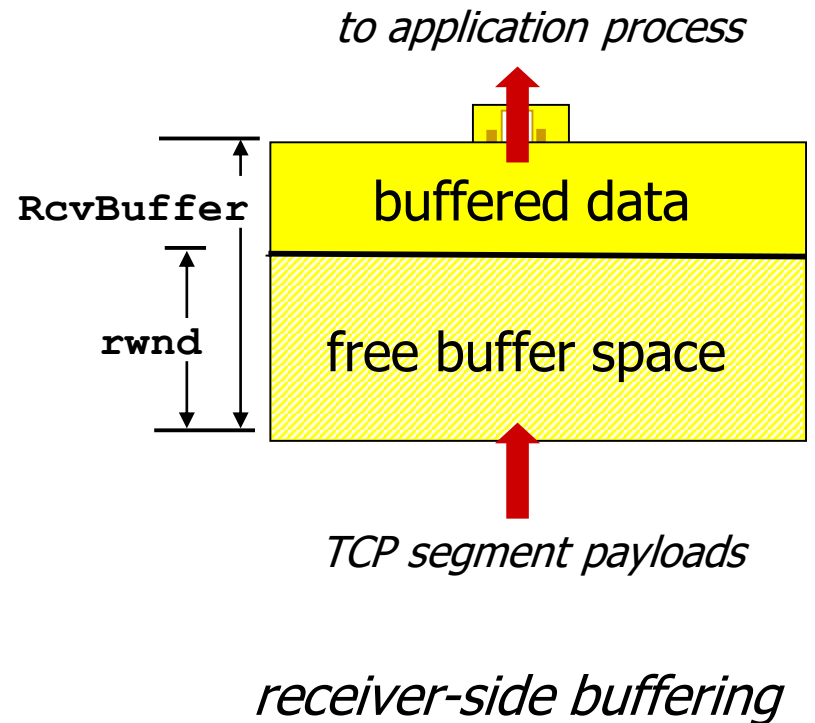 to application process
RcvBuffer
buffered data
rwnd
free buffer space
TCP segment payloads
receiver-side buffering